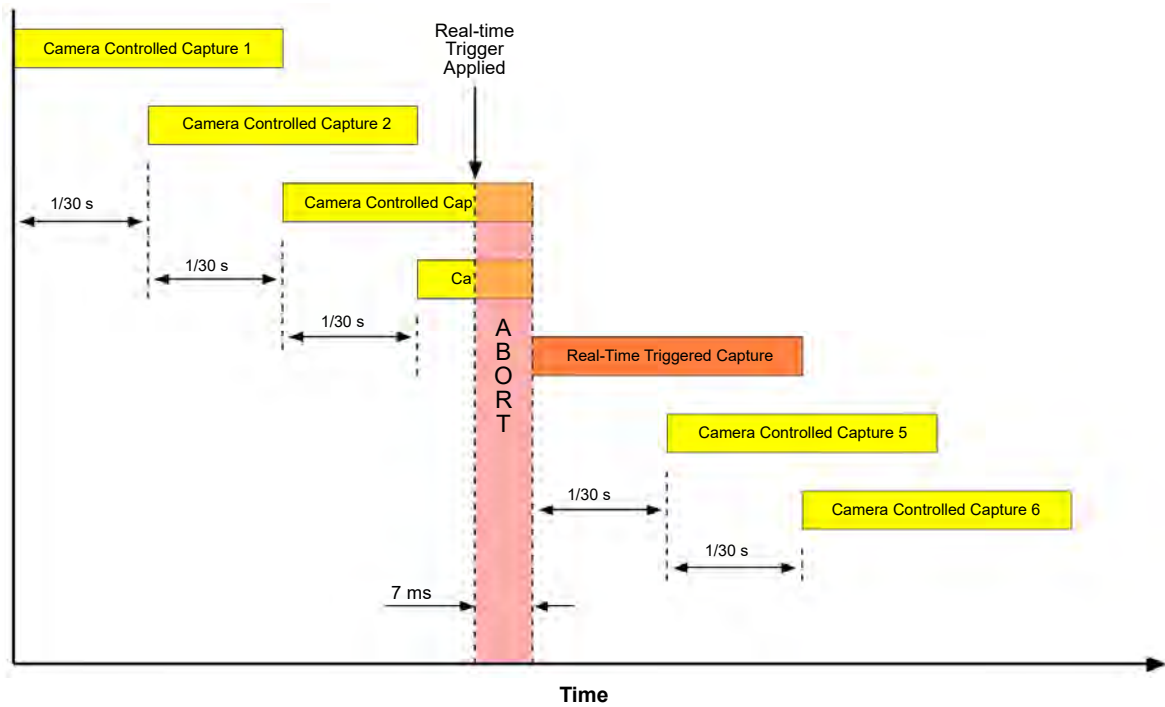 Real-time
Trigger
Applied
Camera Controlled Capture 1
Camera Controlled Capture 2
Camera Controlled Cap
1/30 s
1/30 s
Ca
1/30 s
A
B
O
R
T
Real-Time Triggered Capture
Camera Controlled Capture 5
1/30 s
Camera Controlled Capture 6
1/30 s
7 ms
Time